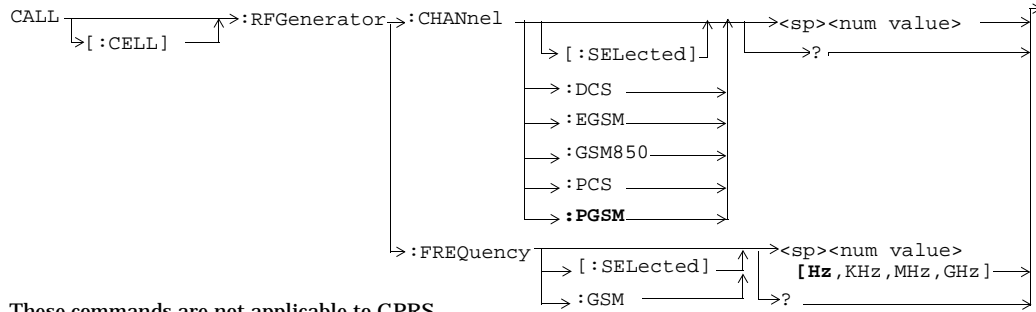 CALL :RFGenerator :CHANnel <sp><num value>
[:CELL] [:SELected] ?
:DCS
:EGSM
:GSM850
:PCS
:PGSM
:FREQuency <sp><num value>
[:SELected] [Hz,KHz,MHz,GHz]
:GSM ?
These commands are not applicable to GPRS